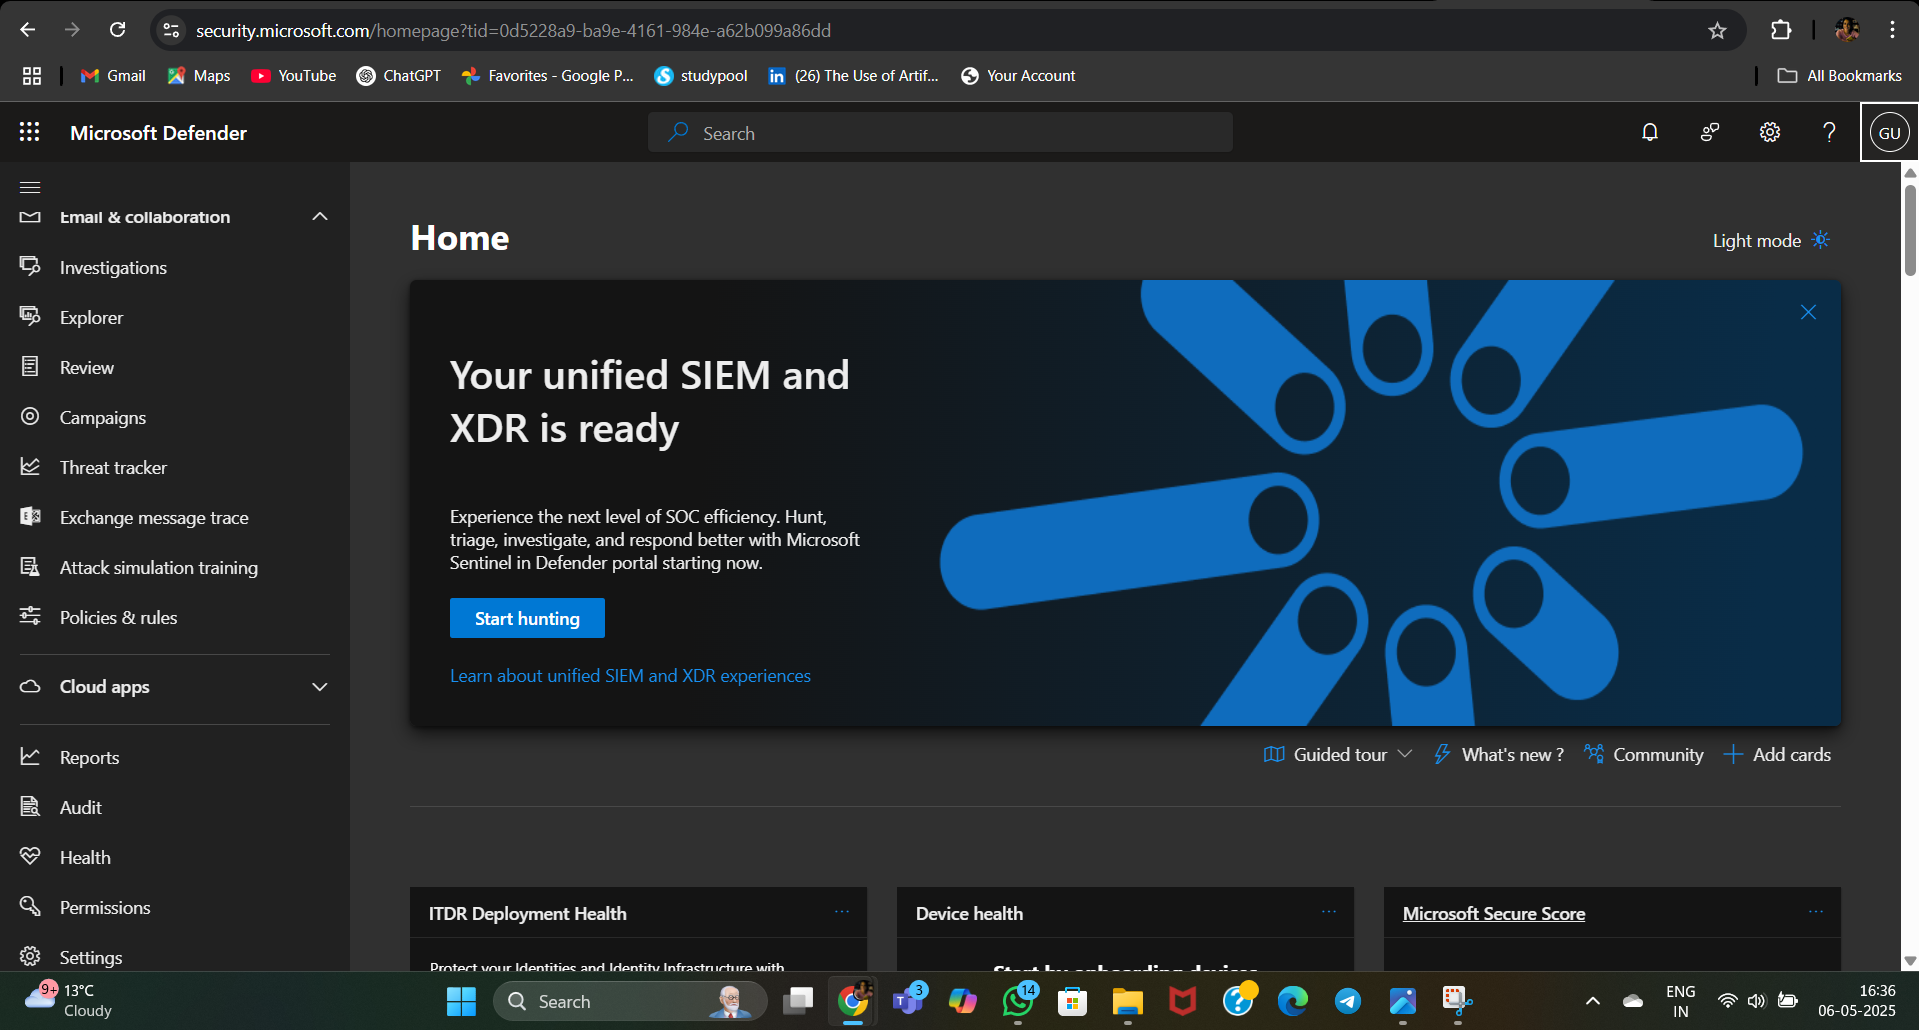 security.microsoft.com/homepage?tid=0d5228a9-ba9e-4161-984e-a62b099a86dd
Gmail
Maps
YouTube
ChatGPT
Favorites - Google P...
studypool
(26) The Use of Artif...
Your Account
All Bookmarks
Microsoft Defender
Search
GU
Email & collaboration
Investigations
Explorer
Review
Campaigns
Threat tracker
Exchange message trace
Attack simulation training
Policies & rules
Cloud apps
Reports
Audit
Health
Permissions
Settings
Home
Light mode
Your unified SIEM and
XDR is ready
Experience the next level of SOC efficiency. Hunt,
triage, investigate, and respond better with Microsoft
Sentinel in Defender portal starting now.
Start hunting
Learn about unified SIEM and XDR experiences
Guided tour
What's new ?
Community
Add cards
ITDR Deployment Health
Protect your Identities and Identity Infrastructure with
Device health
Start by onboarding devices
Microsoft Secure Score
9+
13°C
Cloudy
Search
3
14
ENG
IN
16:36
06-05-2025